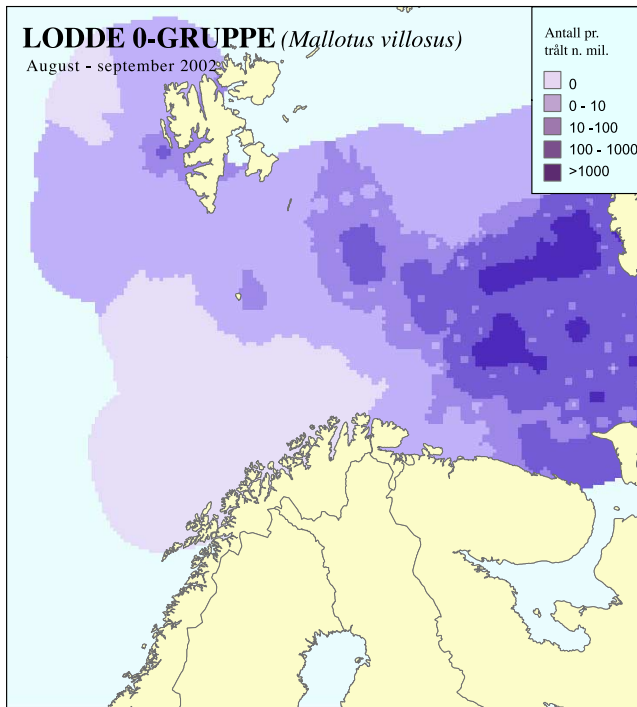 LODDE 0-GRUPPE (Mallotus villosus)
August - september 2002
Antall pr.
trålt n. mil.
0
0 - 10
10 -100
100 - 1000
>1000